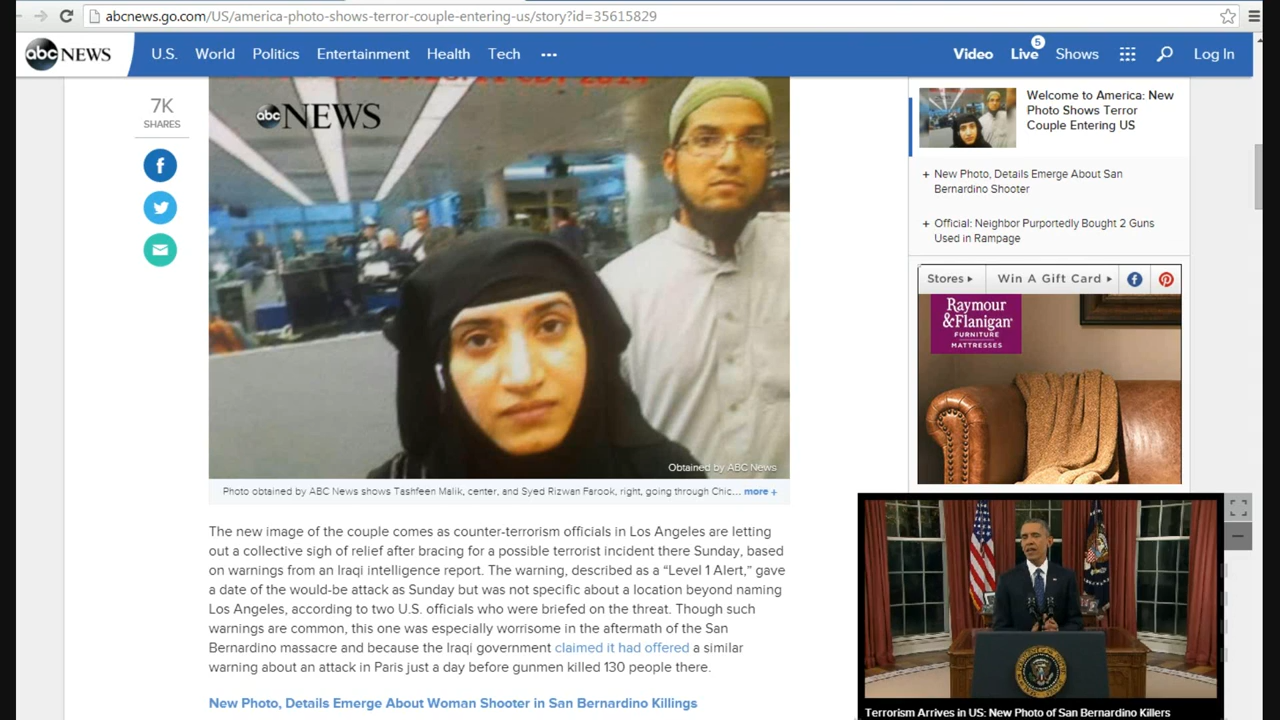 abcnews.go.com/US/america-photo-shows-terror-couple-entering-us/story?id=35615829
abc NEWS
U.S. World Politics Entertainment Health Tech
Video Live 5 Shows Log In
7K
SHARES
abc NEWS
Obtained by ABC News
Photo obtained by ABC News shows Tashfeen Malik, center, and Syed Rizwan Farook, right, going through Chic... more +
The new image of the couple comes as counter-terrorism officials in Los Angeles are letting
out a collective sigh of relief after bracing for a possible terrorist incident there Sunday, based
on warnings from an Iraqi intelligence report. The warning, described as a “Level 1 Alert,” gave
a date of the would-be attack as Sunday but was not specific about a location beyond naming
Los Angeles, according to two U.S. officials who were briefed on the threat. Though such
warnings are common, this one was especially worrisome in the aftermath of the San
Bernardino massacre and because the Iraqi government claimed it had offered a similar
warning about an attack in Paris just a day before gunmen killed 130 people there.
New Photo, Details Emerge About Woman Shooter in San Bernardino Killings
Welcome to America: New
Photo Shows Terror
Couple Entering US
+ New Photo, Details Emerge About San
Bernardino Shooter
+ Official: Neighbor Purportedly Bought 2 Guns
Used in Rampage
Stores Win A Gift Card
Raymour
&Flanigan
FURNITURE
MATTRESSES
Terrorism Arrives in US: New Photo of San Bernardino Killers